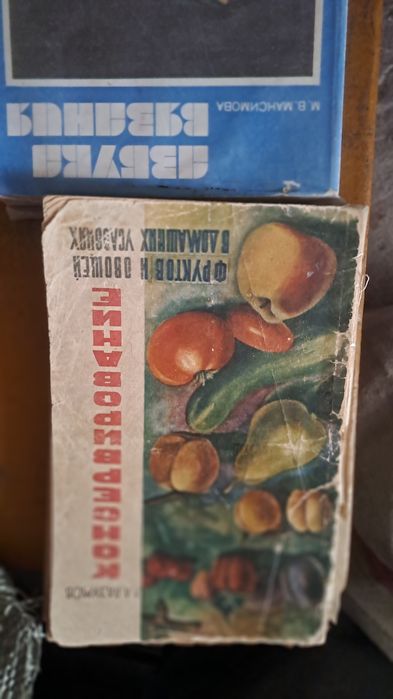 АЗБУКА
ВЯЗАНИЯ
М. В. МАКСИМОВА
КОНСЕРВИРОВАНИЕ
ФРУКТОВ И ОВОЩЕЙ
В ДОМАШНИХ УСЛОВИЯХ